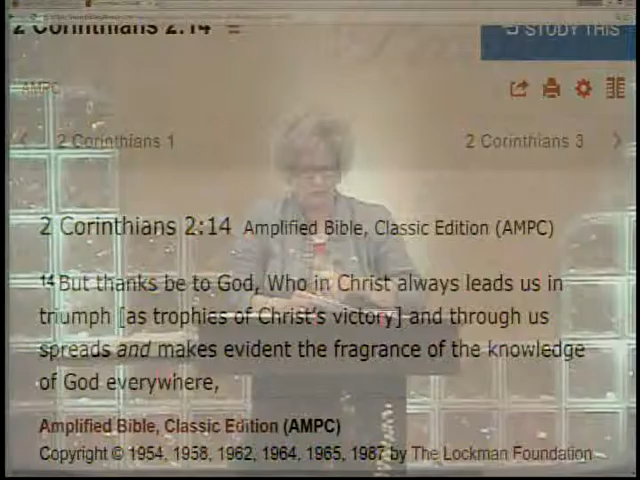 2 Corinthians 2:14
STUDY THIS
AMPC
2 Corinthians 1
2 Corinthians 3
2 Corinthians 2:14 Amplified Bible, Classic Edition (AMPC)
14 But thanks be to God, Who in Christ always leads us in
triumph [as trophies of Christ's victory] and through us
spreads and makes evident the fragrance of the knowledge
of God everywhere,
Amplified Bible, Classic Edition (AMPC)
Copyright © 1954, 1958, 1962, 1964, 1965, 1987 by The Lockman Foundation